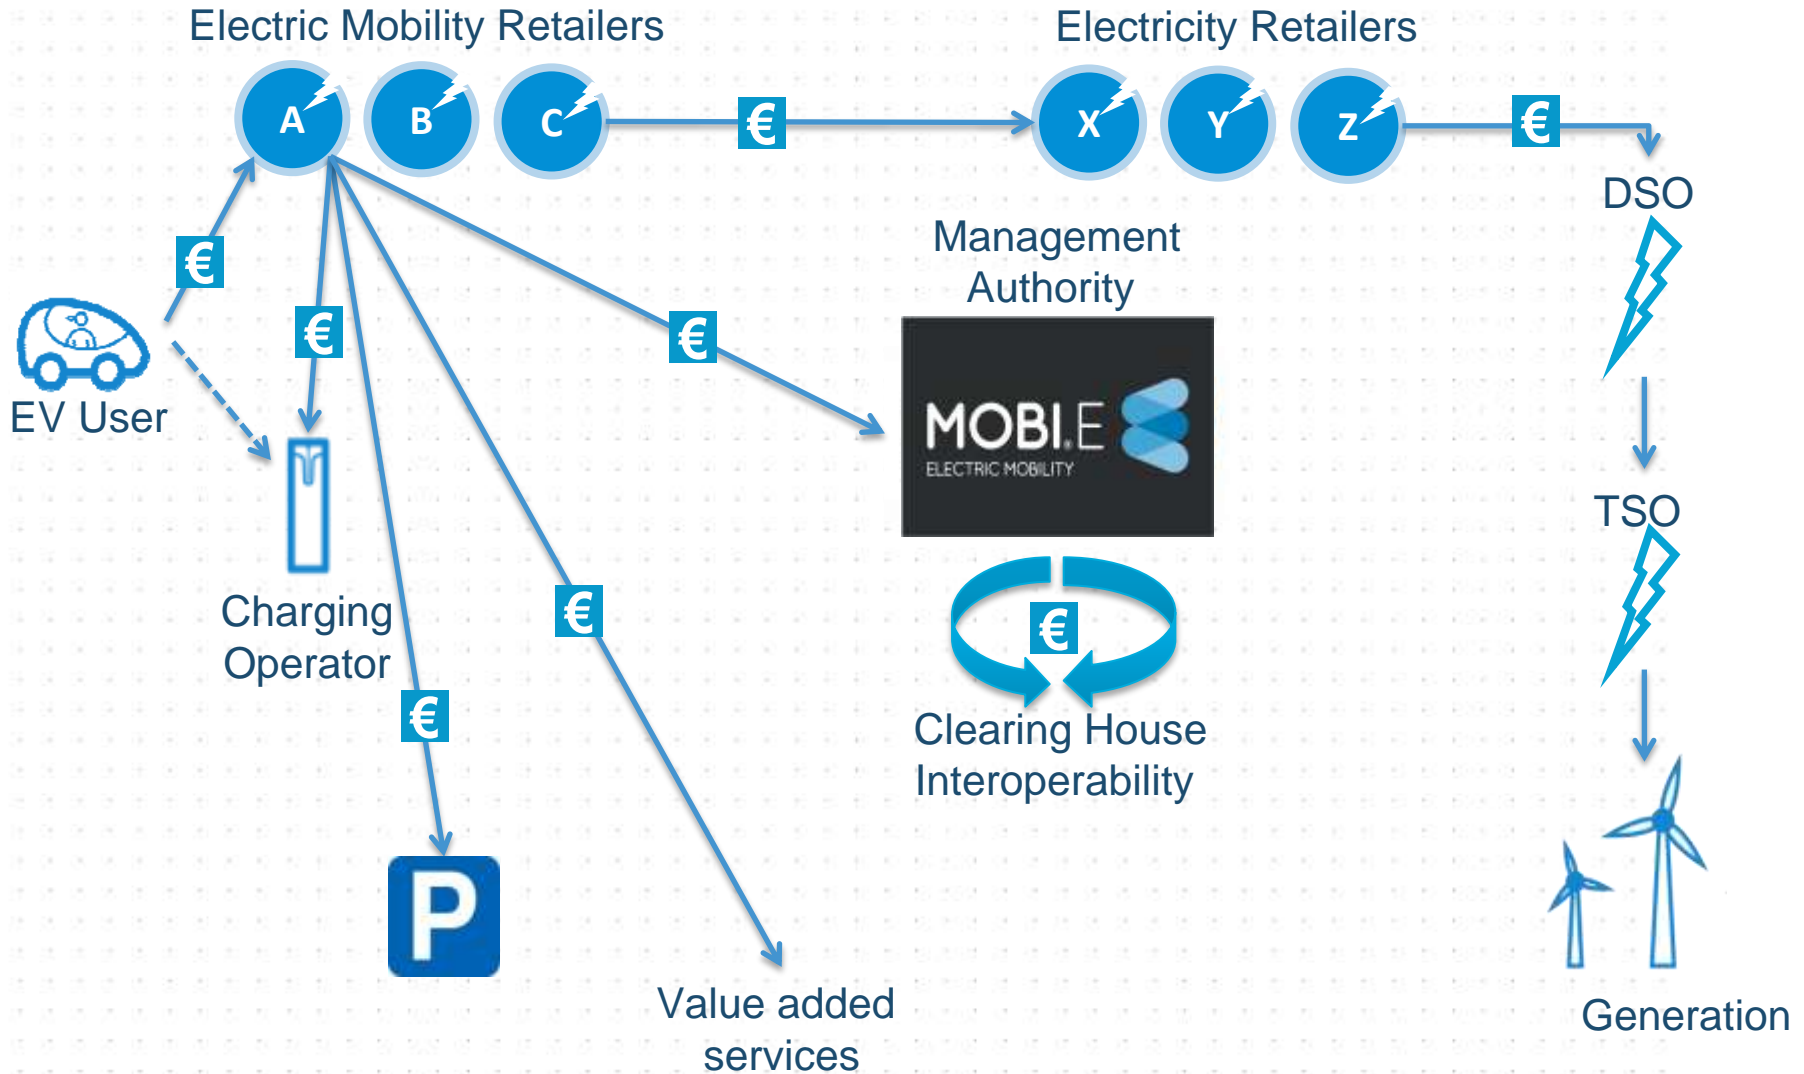 Electric Mobility Retailers
Electricity Retailers
A
B
C
€
X
Y
Z
€
DSO
Management
Authority
€
€
€
MOBI.E
ELECTRIC MOBILITY
EV User
TSO
Charging
Operator
€
€
€
Clearing House
Interoperability
P
Value added
services
Generation